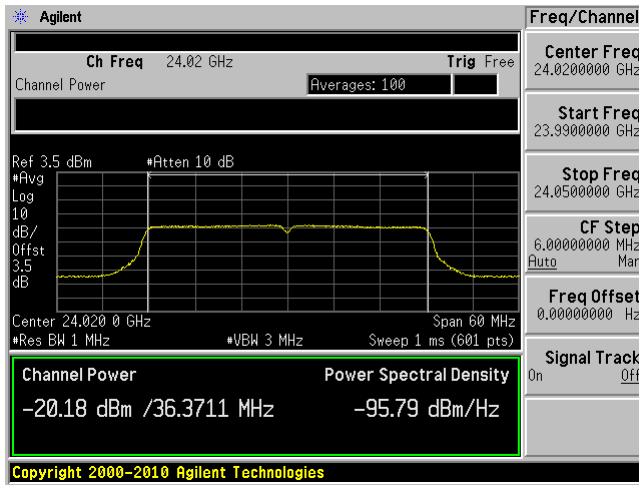 Agilent
Freq/Channel
Ch Freq 24.02 GHz Trig Free
Channel Power Averages: 100
Ref 3.5 dBm #Atten 10 dB
#Avg
Log
10
dB/
Offst
3.5
dB
Center 24.020 0 GHz Span 60 MHz
#Res BW 1 MHz #VBW 3 MHz Sweep 1 ms (601 pts)
Channel Power Power Spectral Density
-20.18 dBm /36.3711 MHz -95.79 dBm/Hz
Copyright 2000-2010 Agilent Technologies
Center Freq
24.0200000 GHz
Start Freq
23.9900000 GHz
Stop Freq
24.0500000 GHz
CF Step
6.00000000 MHz
Auto Man
Freq Offset
0.00000000 Hz
Signal Track
On Off